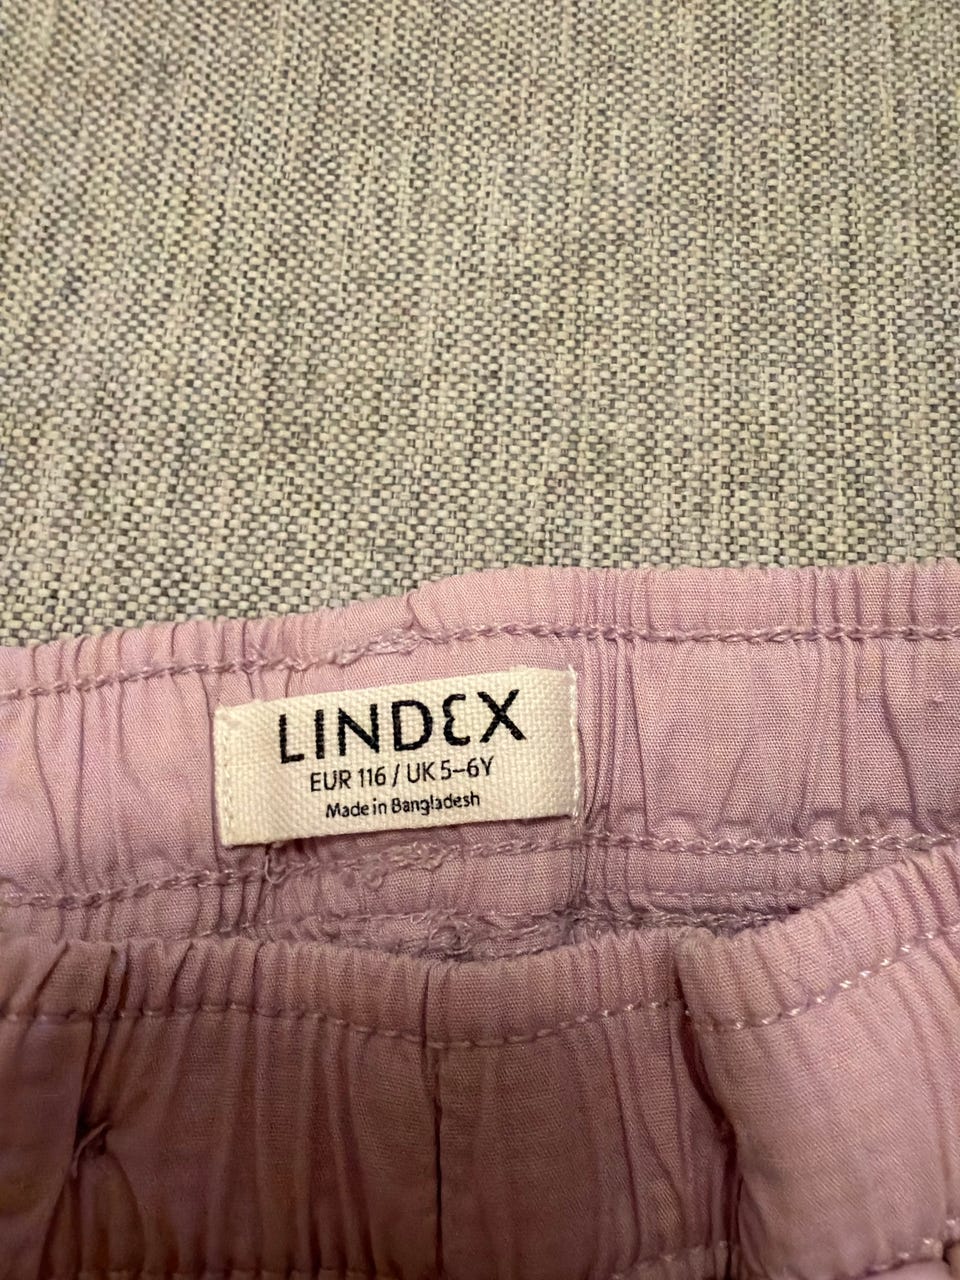 LINDEX
EUR 116 / UK 5–6Y
Made in Bangladesh